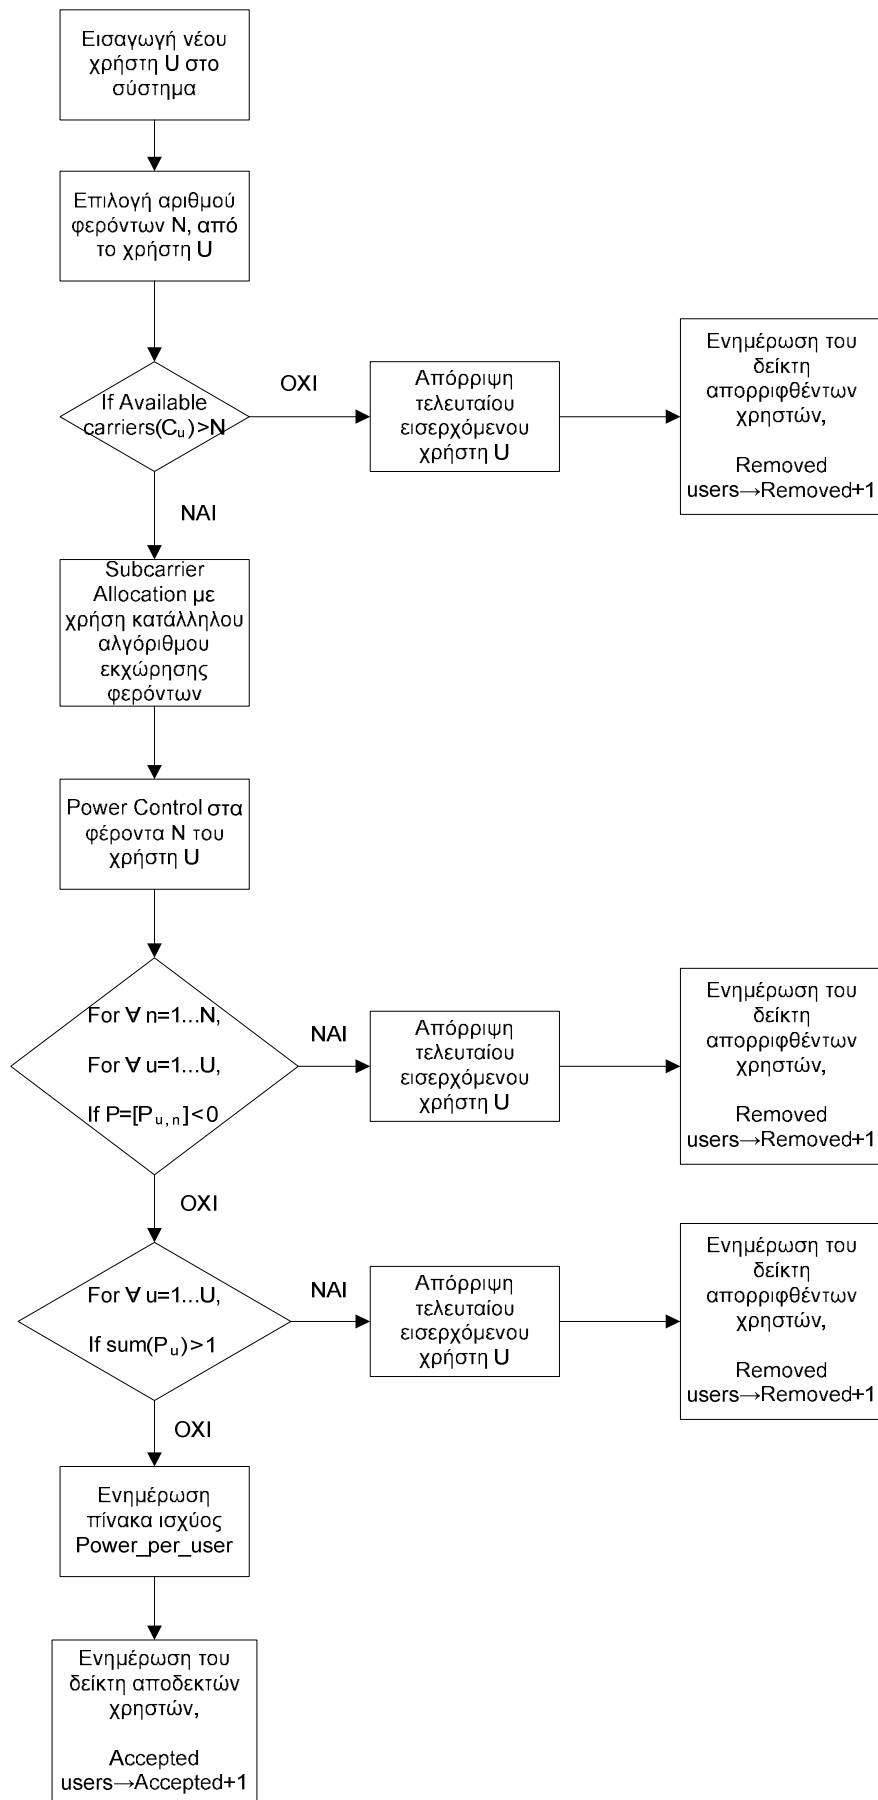 Εισαγωγή νέου
χρήστη U στο
σύστημα
Επιλογή αριθμού
φερόντων N, από
το χρήστη U
If Available
carriers(Cu)>N
ΟΧΙ
Απόρριψη
τελευταίου
εισερχόμενου
χρήστη U
Ενημέρωση του
δείκτη
απορριφθέντων
χρηστών,
Removed
users→Removed+1
ΝΑΙ
Subcarrier
Allocation με
χρήση κατάλληλου
αλγόριθμου
εκχώρησης
φερόντων
Power Control στα
φέροντα N του
χρήστη U
For ∀ n=1...N,
For ∀ u=1...U,
If P=[Pu,n]<0
ΝΑΙ
Απόρριψη
τελευταίου
εισερχόμενου
χρήστη U
Ενημέρωση του
δείκτη
απορριφθέντων
χρηστών,
Removed
users→Removed+1
ΟΧΙ
For ∀ u=1...U,
If sum(Pu)>1
ΝΑΙ
Απόρριψη
τελευταίου
εισερχόμενου
χρήστη U
Ενημέρωση του
δείκτη
απορριφθέντων
χρηστών,
Removed
users→Removed+1
ΟΧΙ
Ενημέρωση
πίνακα ισχύος
Power_per_user
Ενημέρωση του
δείκτη αποδεκτών
χρηστών,
Accepted
users→Accepted+1